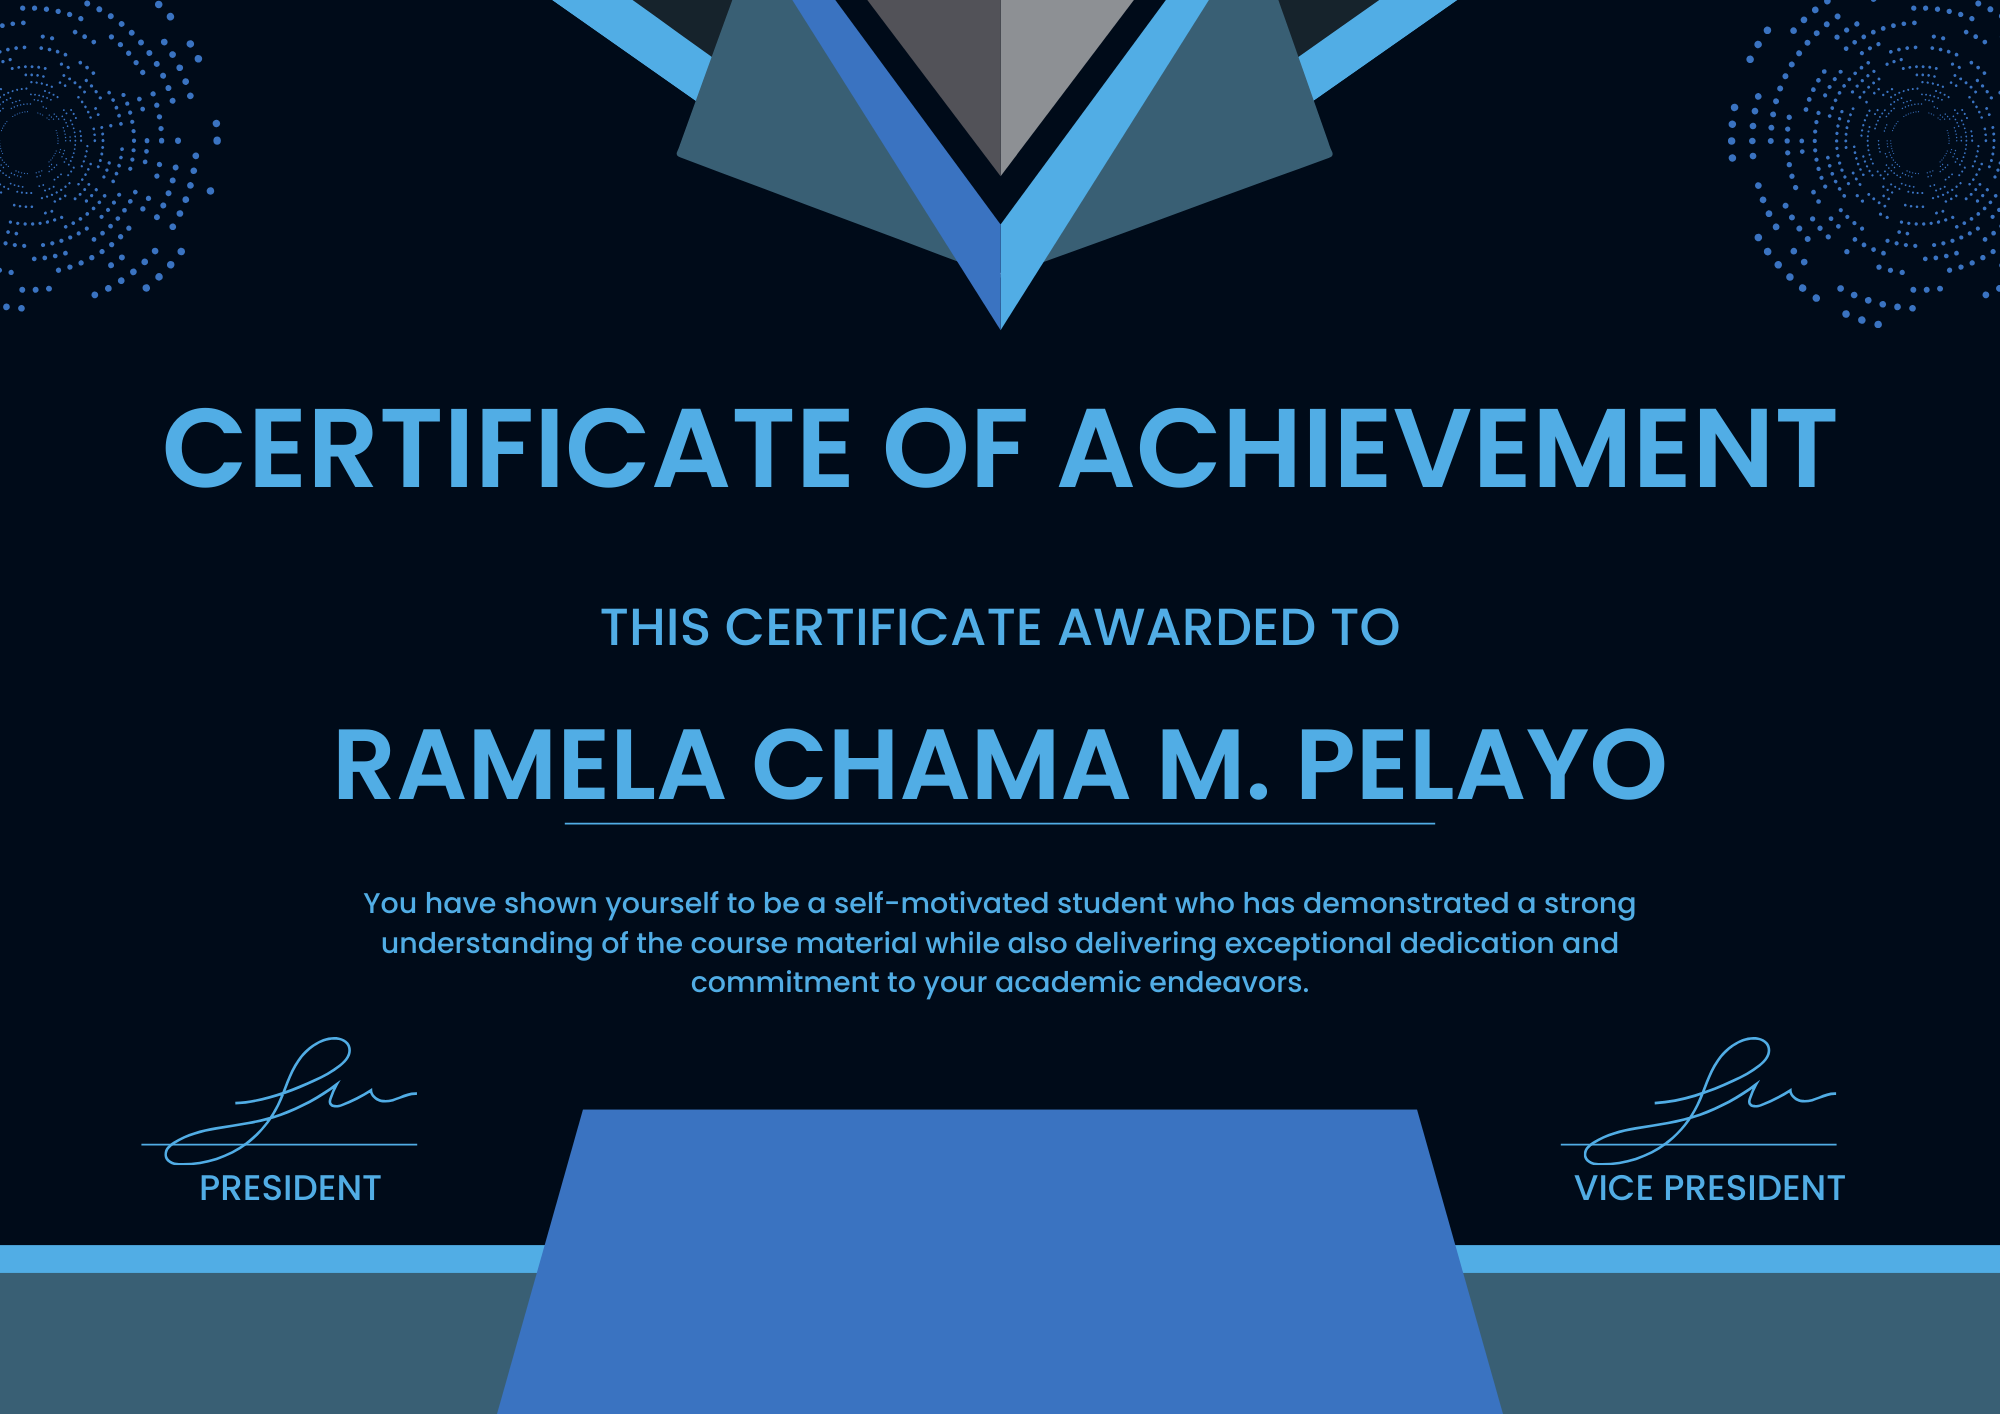 CERTIFICATE OF ACHIEVEMENT
THIS CERTIFICATE AWARDED TO
RAMELA CHAMA M. PELAYO
You have shown yourself to be a self-motivated student who has demonstrated a strong
understanding of the course material while also delivering exceptional dedication and
commitment to your academic endeavors.
PRESIDENT
VICE PRESIDENT